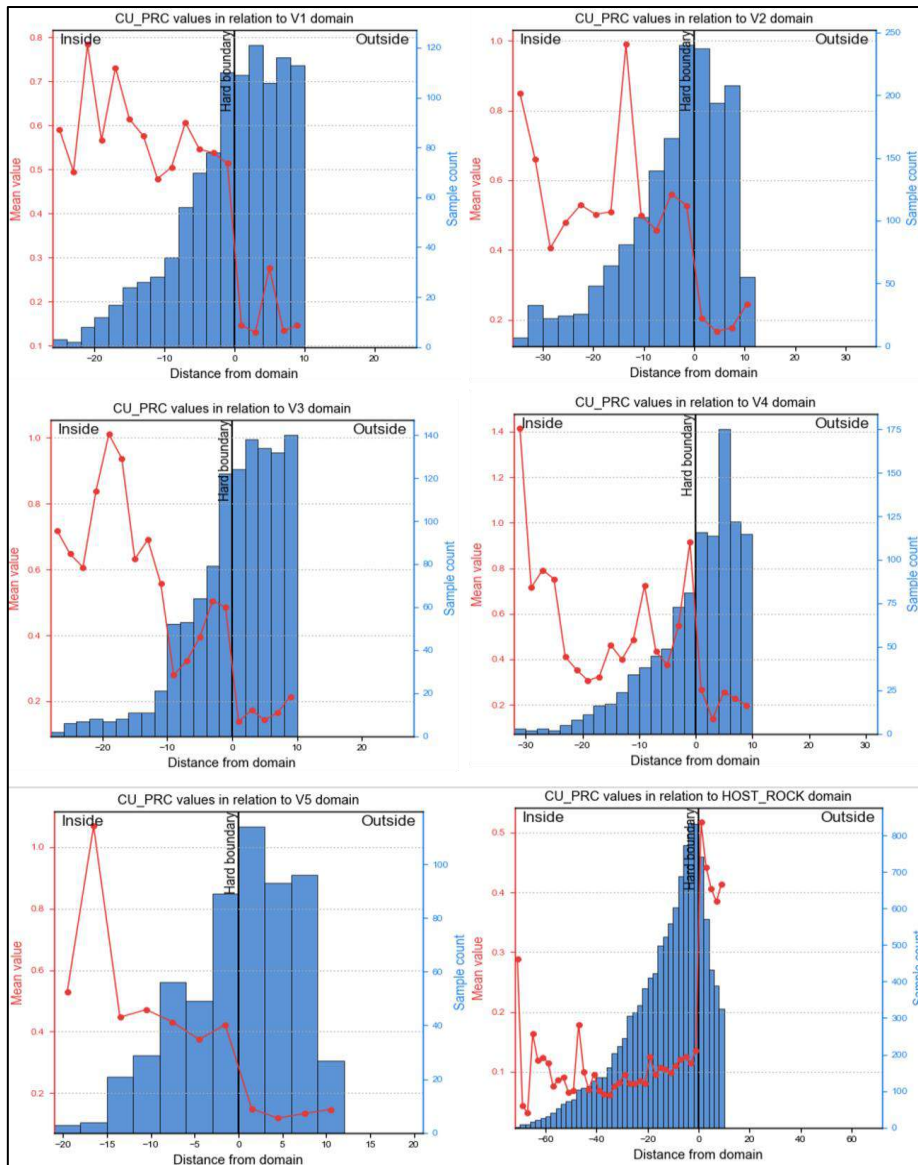 CU_PRC values in relation to V1 domain
Inside
Hard boundary
Outside
Mean value
0.8
0.7
0.6
0.5
0.4
0.3
0.2
0.1
Sample count
120
100
80
60
40
20
0
−20
−10
0
10
20
Distance from domain
CU_PRC values in relation to V2 domain
Inside
Hard boundary
Outside
Mean value
1.0
0.8
0.6
0.4
0.2
Sample count
250
200
150
100
50
0
−30
−20
−10
0
10
20
30
Distance from domain
CU_PRC values in relation to V3 domain
Inside
Hard boundary
Outside
Mean value
1.0
0.8
0.6
0.4
0.2
Sample count
140
120
100
80
60
40
20
0
−20
−10
0
10
20
Distance from domain
CU_PRC values in relation to V4 domain
Inside
Hard boundary
Outside
Mean value
1.4
1.2
1.0
0.8
0.6
0.4
0.2
Sample count
175
150
125
100
75
50
25
0
−30
−20
−10
0
10
20
30
Distance from domain
CU_PRC values in relation to V5 domain
Inside
Hard boundary
Outside
Mean value
1.0
0.8
0.6
0.4
0.2
Sample count
100
80
60
40
20
0
−20
−15
−10
−5
0
5
10
15
20
Distance from domain
CU_PRC values in relation to HOST_ROCK domain
Inside
Hard boundary
Outside
Mean value
0.5
0.4
0.3
0.2
0.1
Sample count
800
700
600
500
400
300
200
100
0
−60
−40
−20
0
20
40
60
Distance from domain